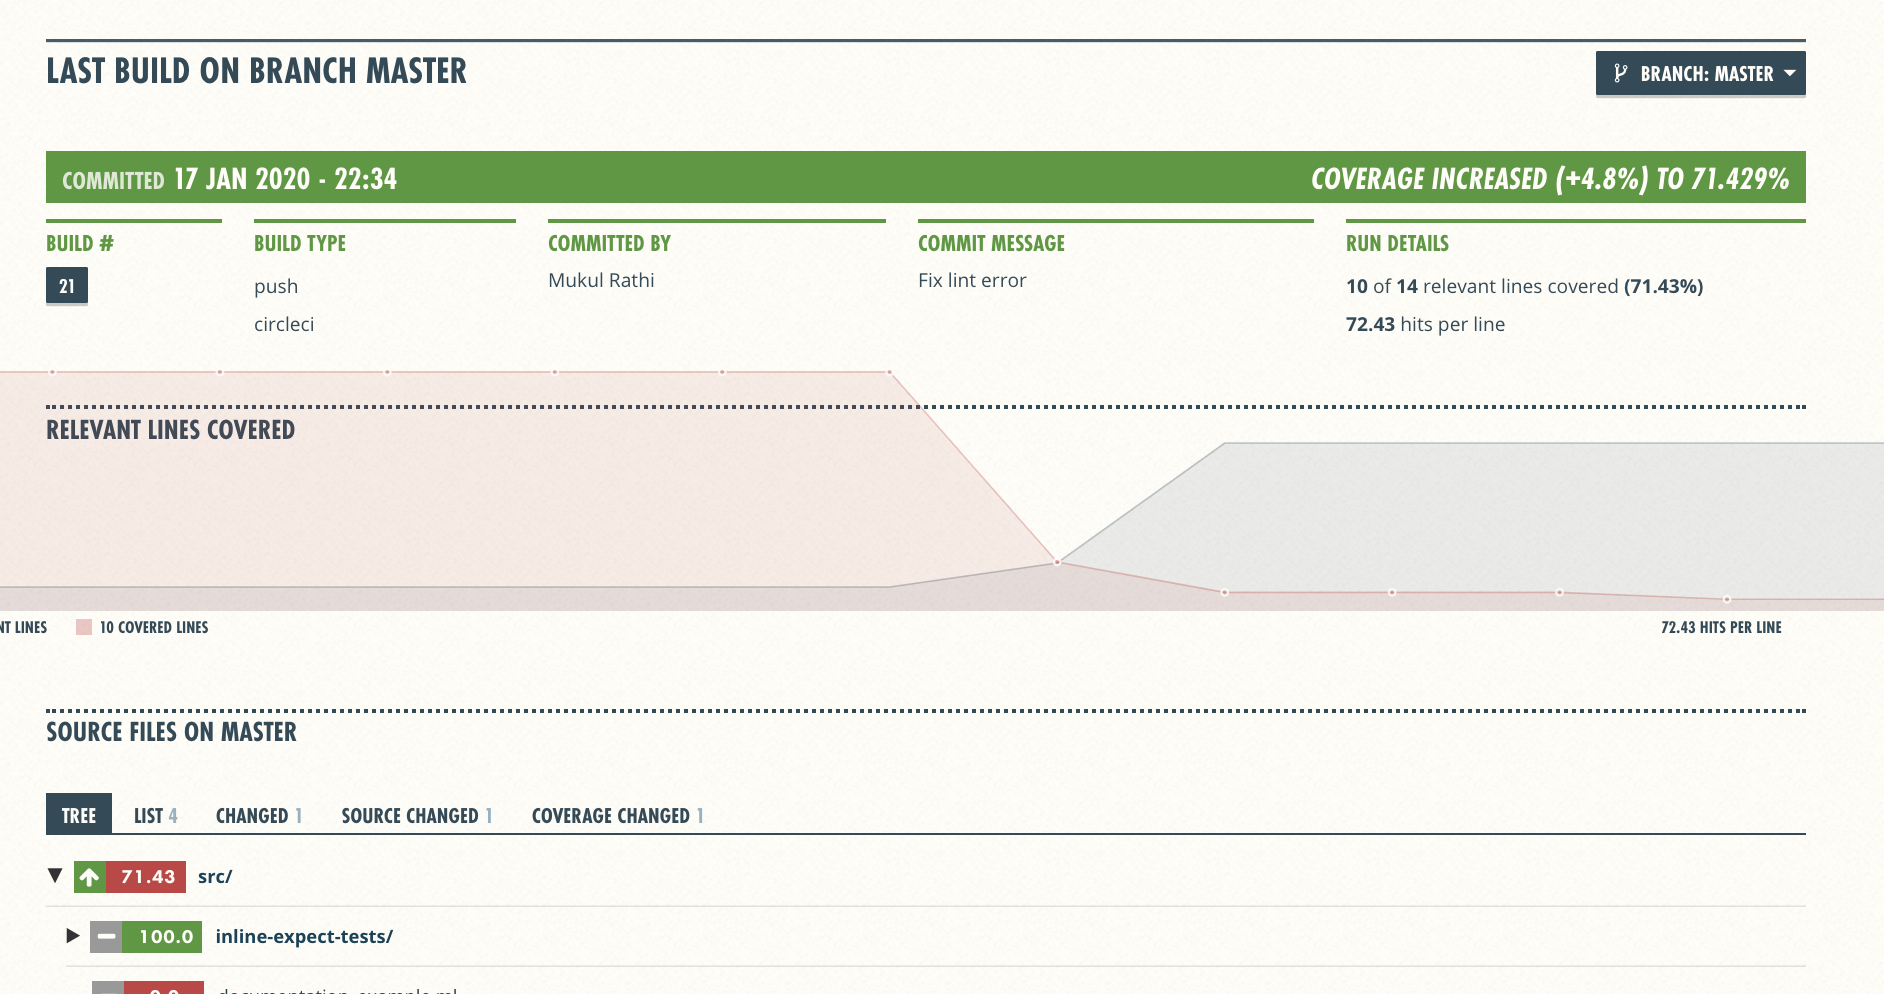 LAST BUILD ON BRANCH MASTER
BRANCH: MASTER
COMMITTED 17 JAN 2020 - 22:34
COVERAGE INCREASED (+4.8%) TO 71.429%
BUILD #
21
BUILD TYPE
push
circleci
COMMITTED BY
Mukul Rathi
COMMIT MESSAGE
Fix lint error
RUN DETAILS
10 of 14 relevant lines covered (71.43%)
72.43 hits per line
RELEVANT LINES COVERED
NT LINES
10 COVERED LINES
72.43 HITS PER LINE
SOURCE FILES ON MASTER
TREE
LIST 4
CHANGED 1
SOURCE CHANGED 1
COVERAGE CHANGED 1
71.43 src/
100.0 inline-expect-tests/